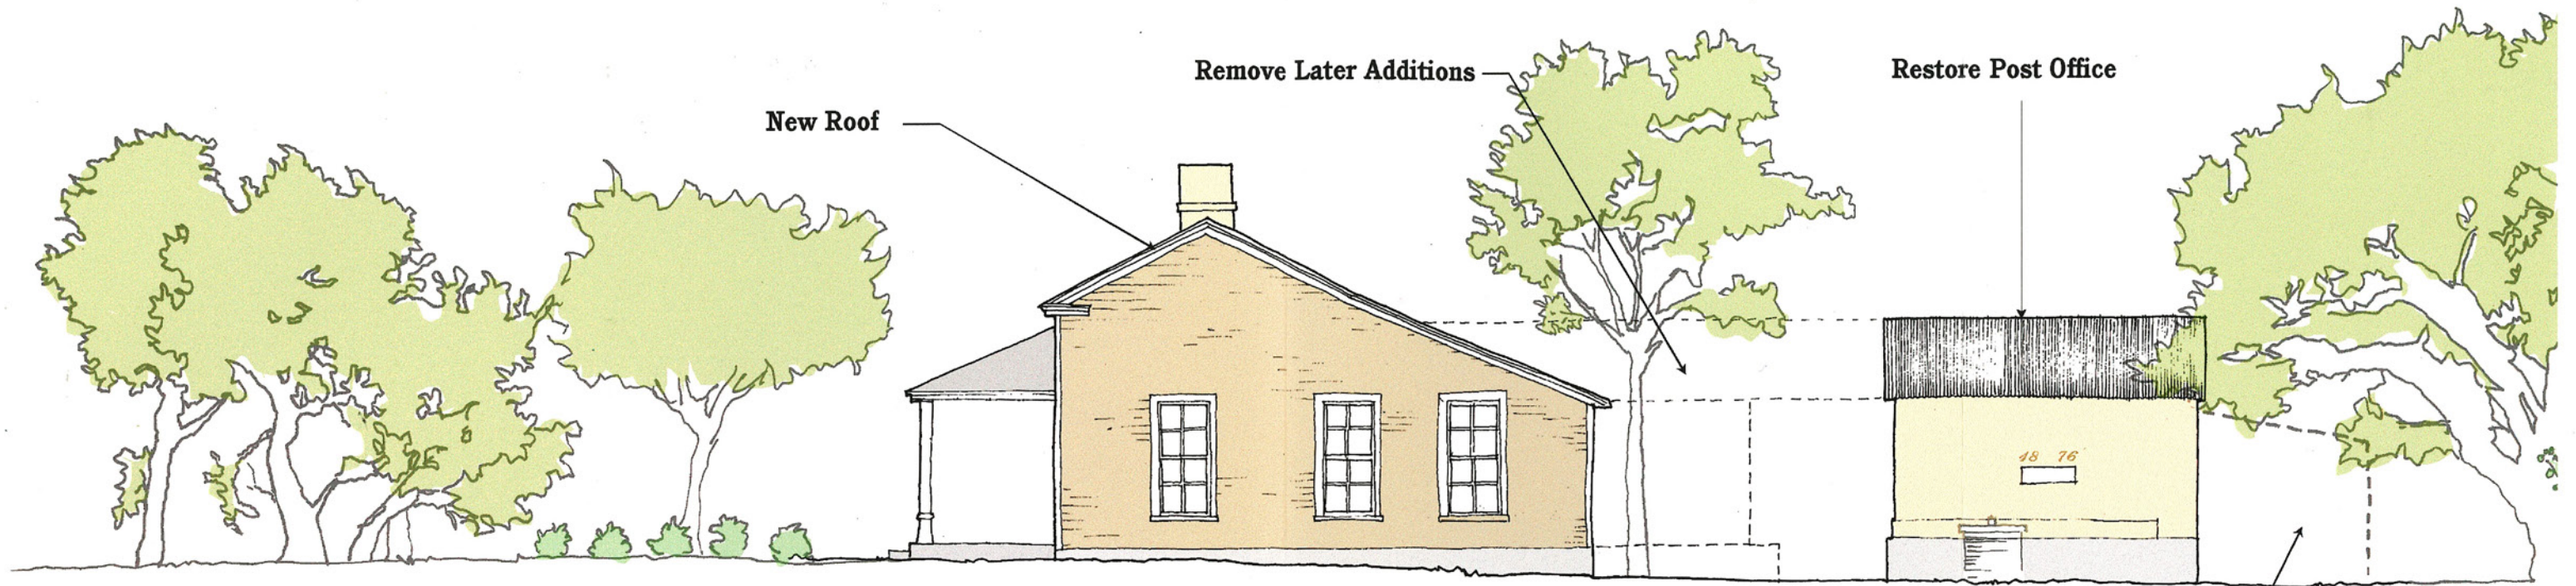 Remove Later Additions
Restore Post Office
New Roof
48 76